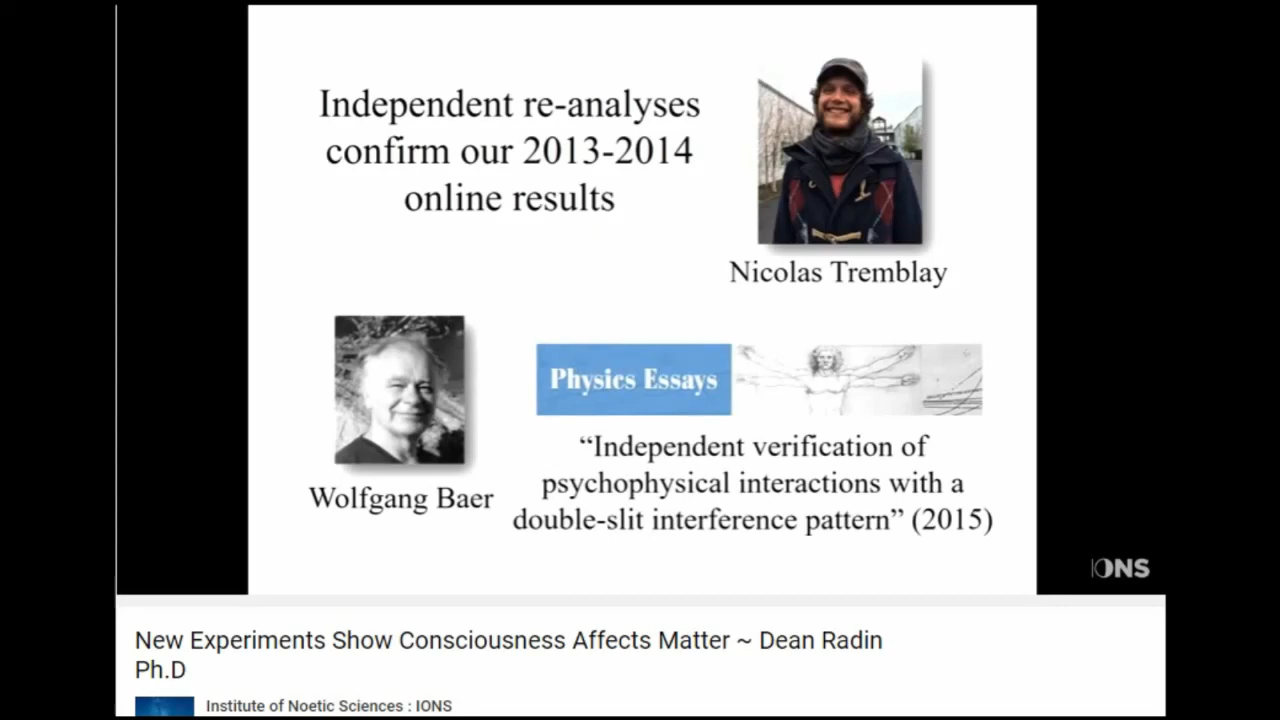 Independent re-analyses
confirm our 2013-2014
online results
Nicolas Tremblay
Physics Essays
Wolfgang Baer
“Independent verification of
psychophysical interactions with a
double-slit interference pattern” (2015)
IONS
New Experiments Show Consciousness Affects Matter ~ Dean Radin
Ph.D
Institute of Noetic Sciences : IONS